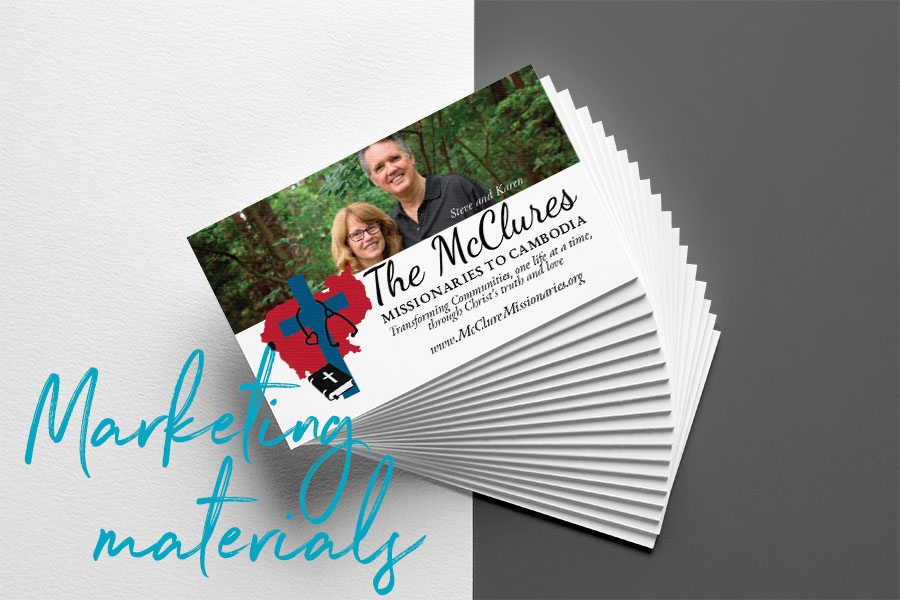 Steve and Karen
The McClures
MISSIONARIES TO CAMBODIA
Transforming Communities, one life at a time,
through Christ's truth and love
www.McClureMissionaries.org
Marketing
materials